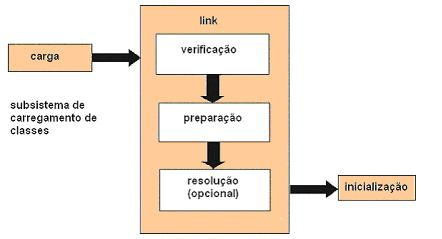 link
verificação
carga
subsistema de
carregamento de
classes
preparação
resolução
(opcional)
inicialização